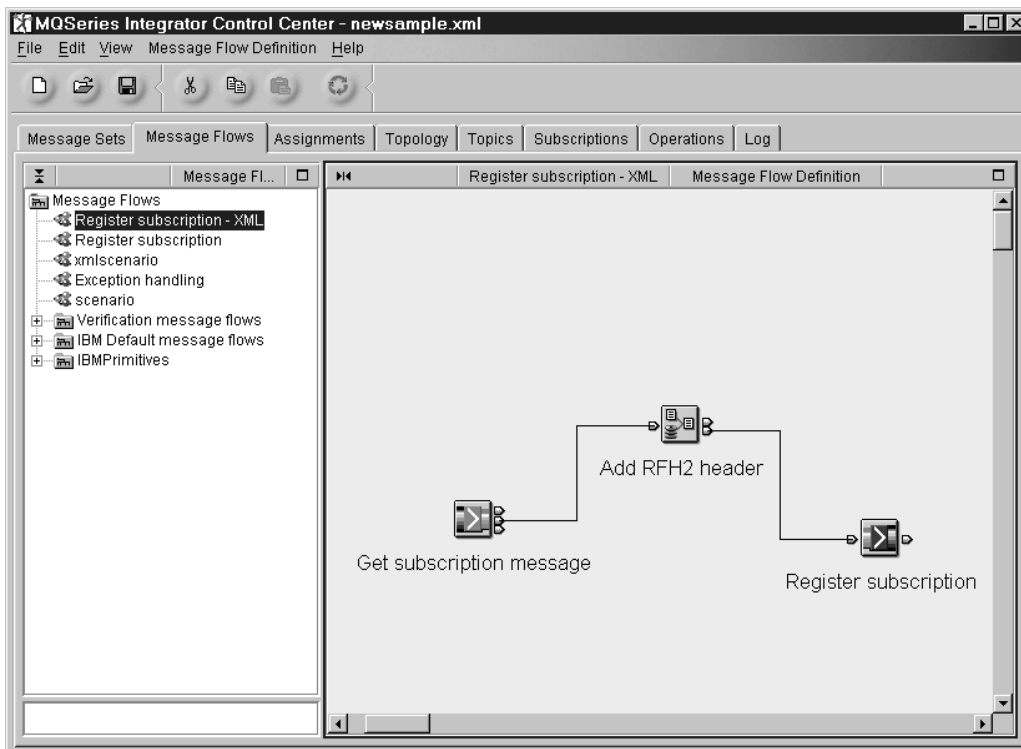 MQSeries Integrator Control Center - newsample.xml
File Edit View Message Flow Definition Help
Message Sets Message Flows Assignments Topology Topics Subscriptions Operations Log
Message Fl... Register subscription - XML Message Flow Definition
Message Flows
Register subscription - XML
Register subscription
xmlscenario
Exception handling
scenario
Verification message flows
IBM Default message flows
IBMPrimitives
Add RFH2 header
Get subscription message
Register subscription